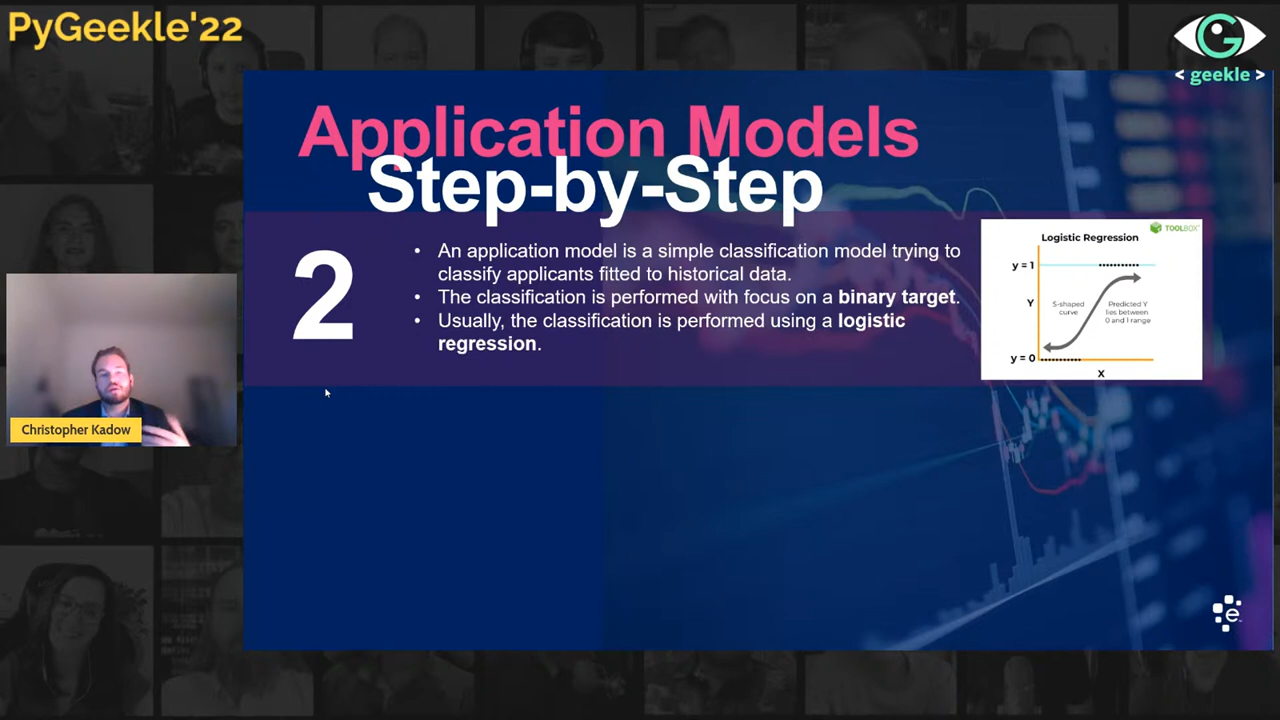 PyGeekle'22
< geekle >
Application Models
Step-by-Step
2
• An application model is a simple classification model trying to
classify applicants fitted to historical data.
• The classification is performed with focus on a binary target.
• Usually, the classification is performed using a logistic
regression.
TOOLBOX
Logistic Regression
y = 1
Y
S-shaped
curve
Predicted Y
lies between
0 and 1 range
y = 0
X
Christopher Kadow
e